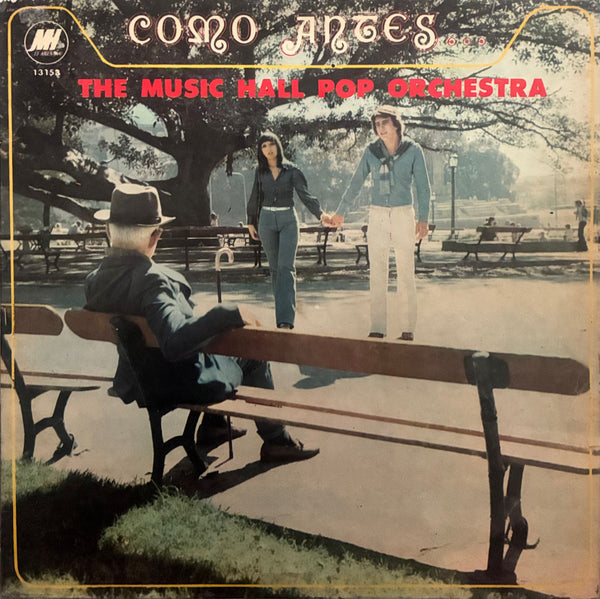 COMO ANTES....
MH
13153
THE MUSIC HALL POP ORCHESTRA